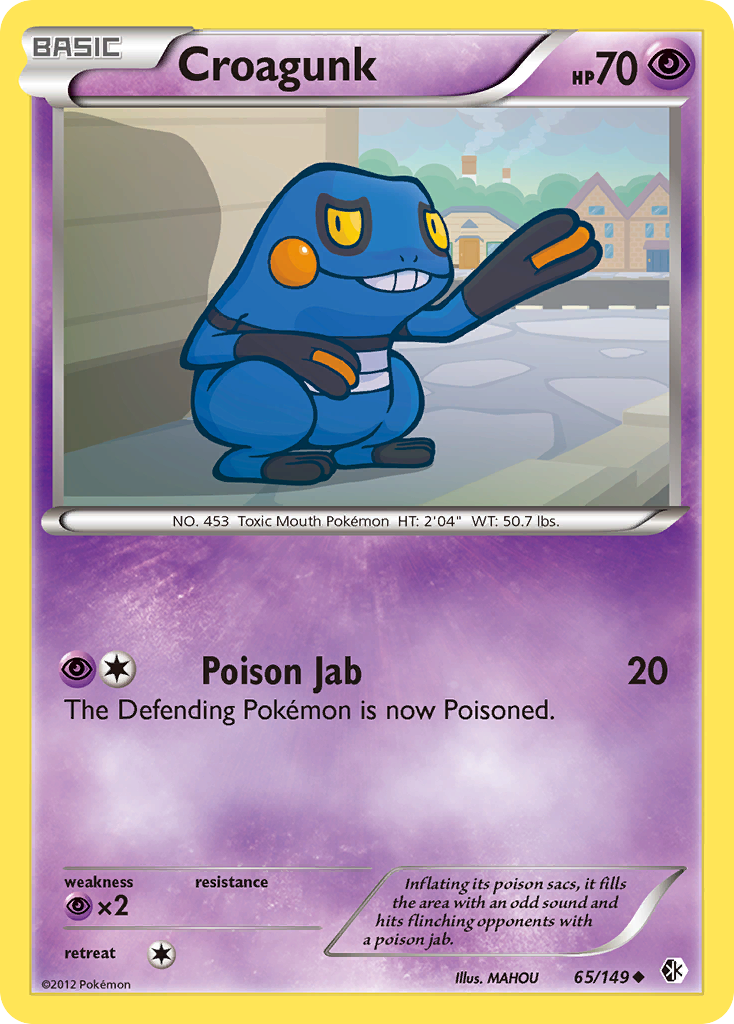 BASIC
Croagunk
HP70
NO. 453 Toxic Mouth Pokémon HT: 2'04" WT: 50.7 lbs.
Poison Jab 20
The Defending Pokémon is now Poisoned.
weakness
resistance
×2
retreat
Inflating its poison sacs, it fills
the area with an odd sound and
hits flinching opponents with
a poison jab.
©2012 Pokémon
Illus. MAHOU
65/149